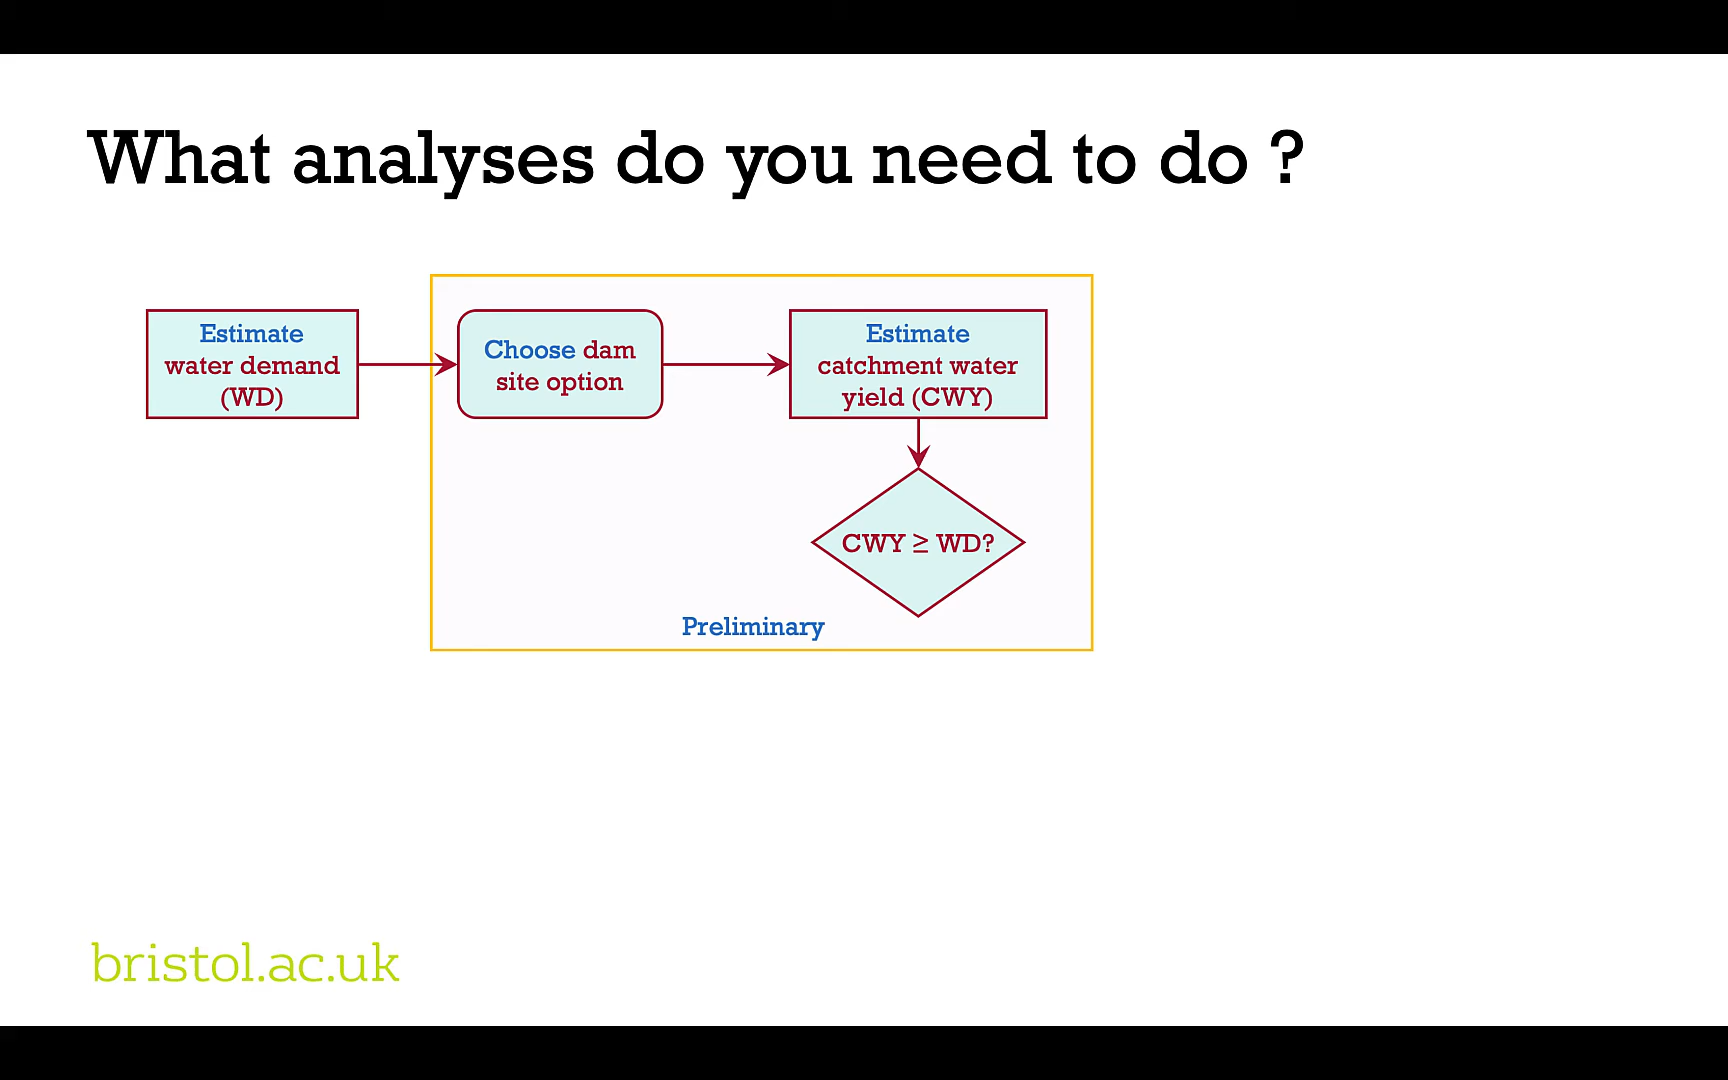 What analyses do you need to do ?
Estimate
water demand
(WD)
Choose dam
site option
Estimate
catchment water
yield (CWY)
CWY ≥ WD?
Preliminary
bristol.ac.uk